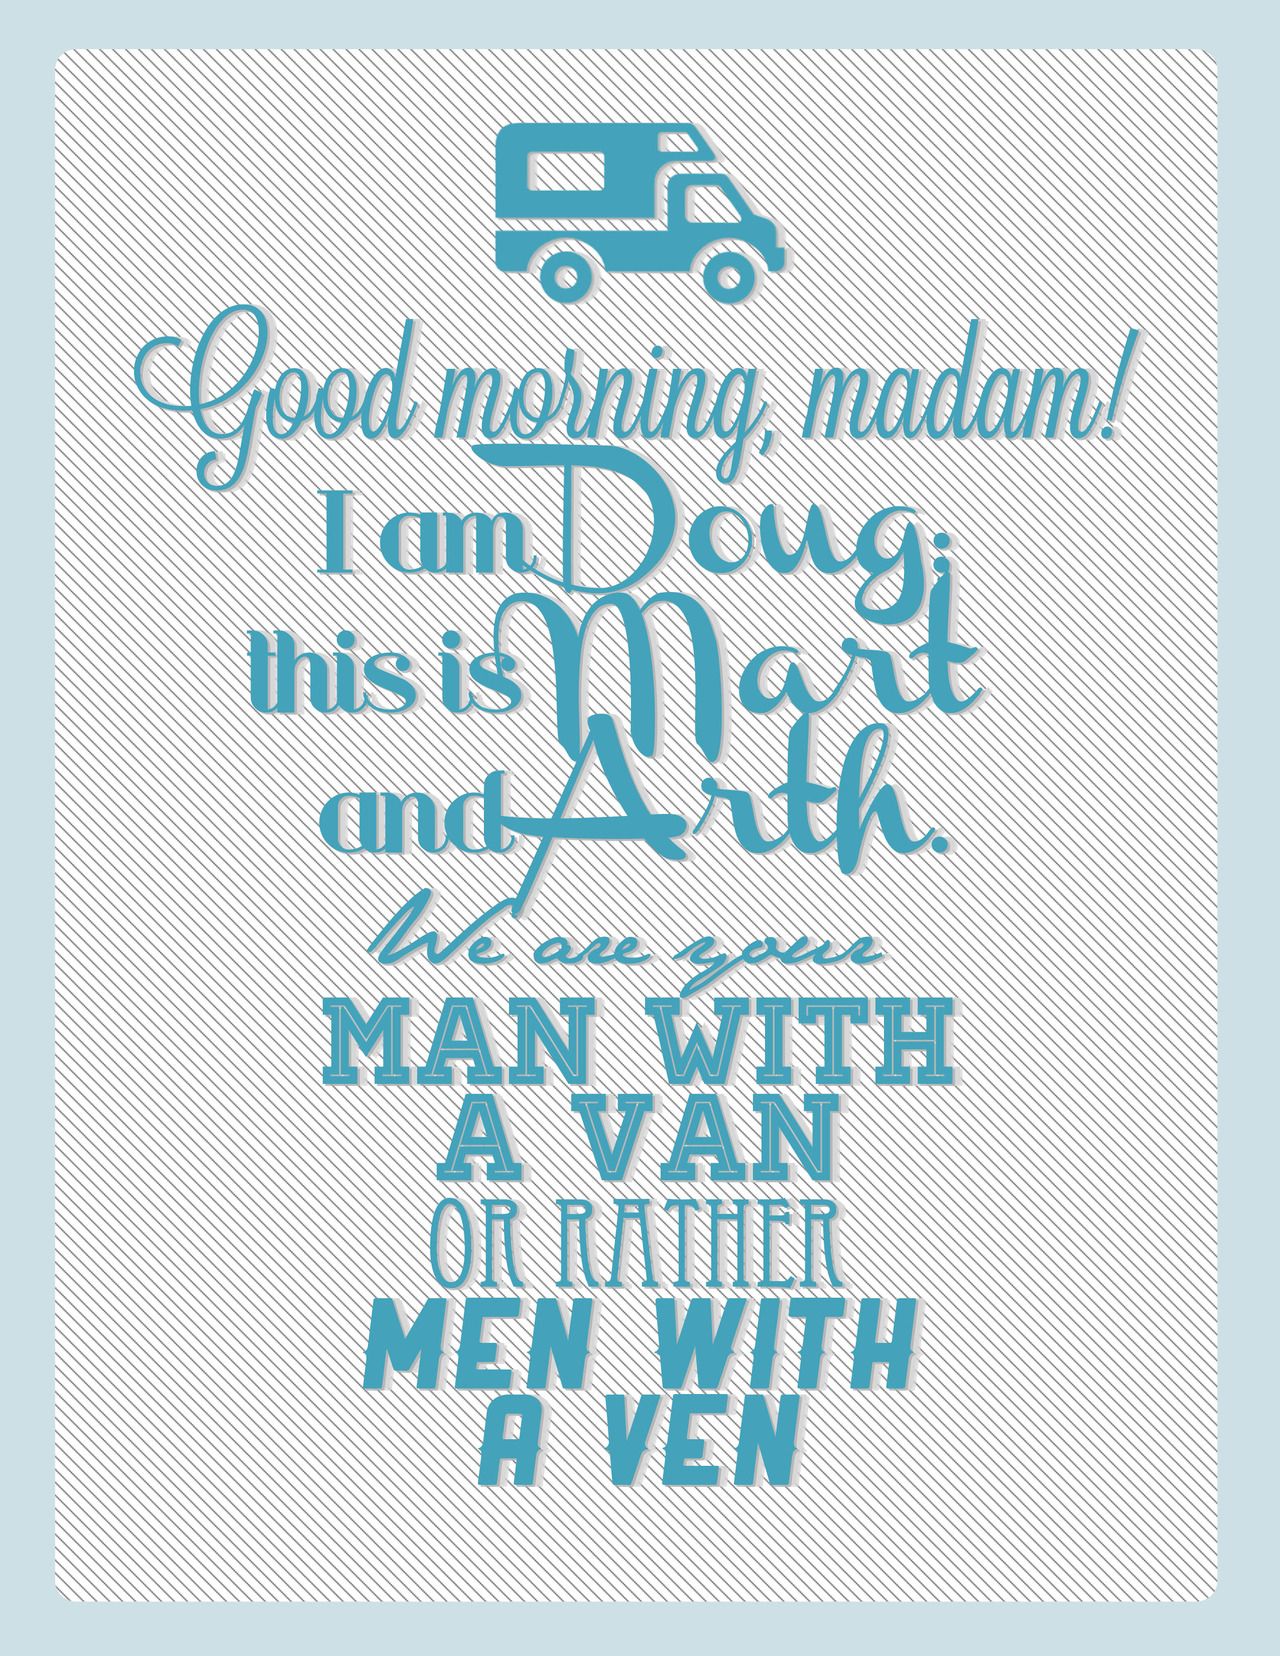 Good morning, madam!
I am Doug;
this is Mart
and Arth.
We are your
MAN WITH
A VAN
OR RATHER
MEN WITH
A VEN